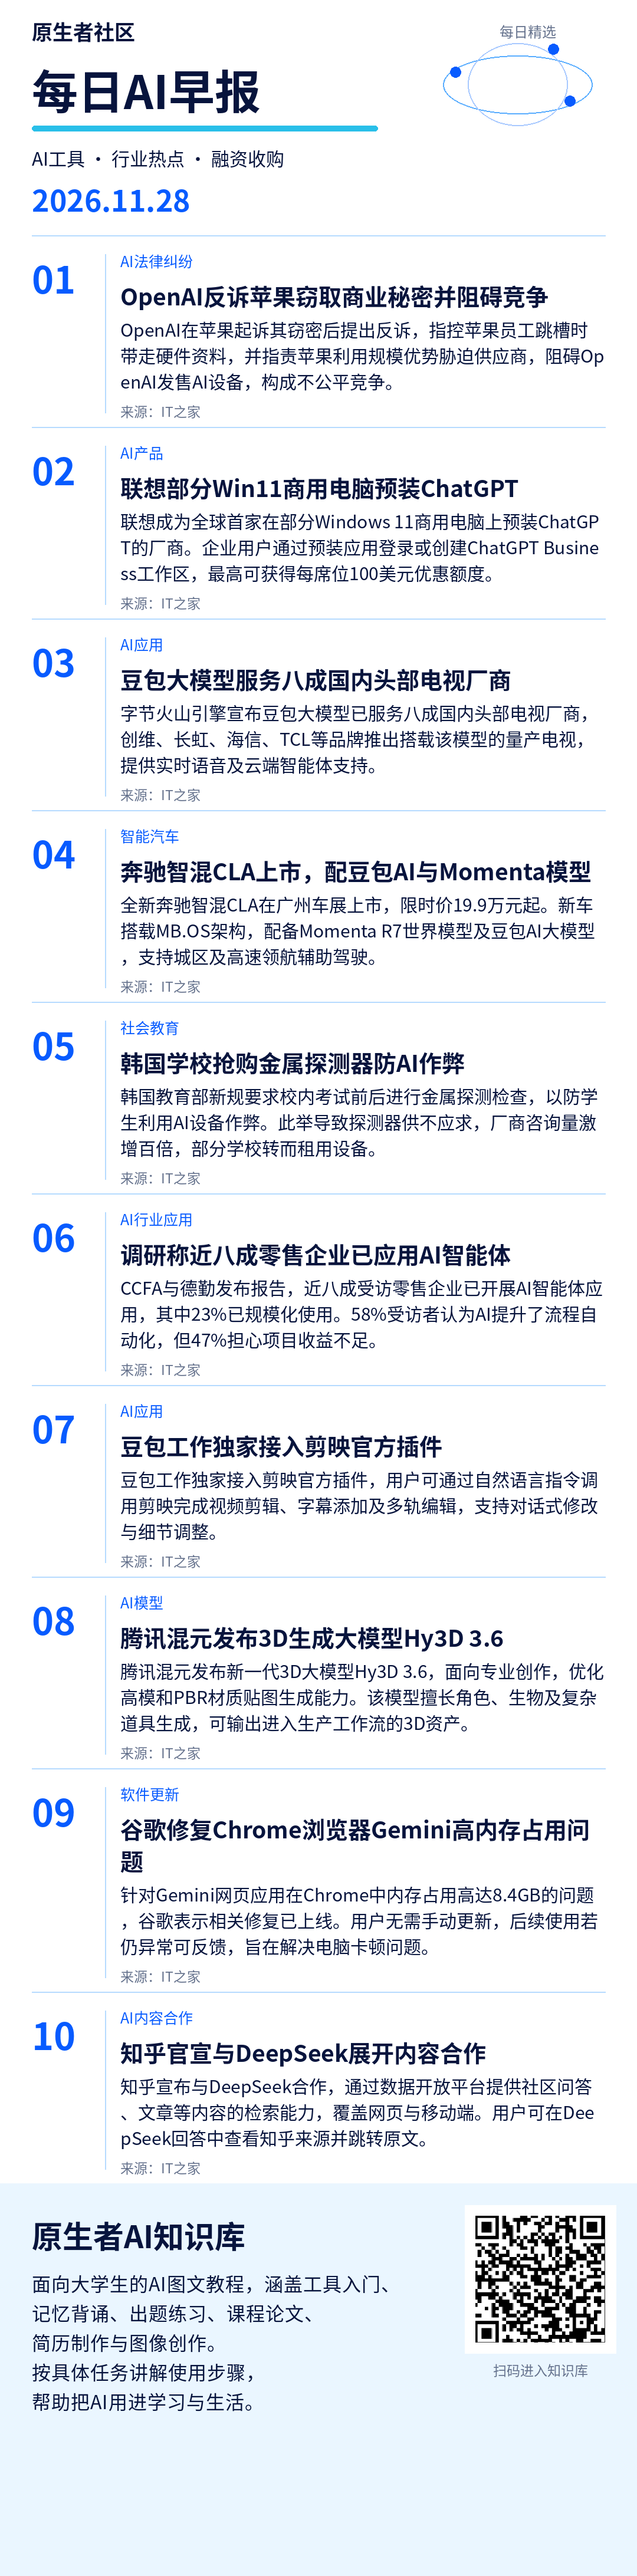 原生者社区
每日精选
每日AI早报
AI工具 · 行业热点 · 融资收购
2026.11.28
01
AI法律纠纷
OpenAI反诉苹果窃取商业秘密并阻碍竞争
OpenAI在苹果起诉其窃密后提出反诉，指控苹果员工跳槽时
带走硬件资料，并指责苹果利用规模优势胁迫供应商，阻碍Op
enAI发售AI设备，构成不公平竞争。
来源：IT之家
02
AI产品
联想部分Win11商用电脑预装ChatGPT
联想成为全球首家在部分Windows 11商用电脑上预装ChatGP
T的厂商。企业用户通过预装应用登录或创建ChatGPT Busine
ss工作区，最高可获得每席位100美元优惠额度。
来源：IT之家
03
AI应用
豆包大模型服务八成国内头部电视厂商
字节火山引擎宣布豆包大模型已服务八成国内头部电视厂商，
创维、长虹、海信、TCL等品牌推出搭载该模型的量产电视，
提供实时语音及云端智能体支持。
来源：IT之家
04
智能汽车
奔驰智混CLA上市，配豆包AI与Momenta模型
全新奔驰智混CLA在广州车展上市，限时价19.9万元起。新车
搭载MB.OS架构，配备Momenta R7世界模型及豆包AI大模型
，支持城区及高速领航辅助驾驶。
来源：IT之家
05
社会教育
韩国学校抢购金属探测器防AI作弊
韩国教育部新规要求校内考试前后进行金属探测检查，以防学
生利用AI设备作弊。此举导致探测器供不应求，厂商咨询量激
增百倍，部分学校转而租用设备。
来源：IT之家
06
AI行业应用
调研称近八成零售企业已应用AI智能体
CCFA与德勤发布报告，近八成受访零售企业已开展AI智能体应
用，其中23%已规模化使用。58%受访者认为AI提升了流程自
动化，但47%担心项目收益不足。
来源：IT之家
07
AI应用
豆包工作独家接入剪映官方插件
豆包工作独家接入剪映官方插件，用户可通过自然语言指令调
用剪映完成视频剪辑、字幕添加及多轨编辑，支持对话式修改
与细节调整。
来源：IT之家
08
AI模型
腾讯混元发布3D生成大模型Hy3D 3.6
腾讯混元发布新一代3D大模型Hy3D 3.6，面向专业创作，优化
高模和PBR材质贴图生成能力。该模型擅长角色、生物及复杂
道具生成，可输出进入生产工作流的3D资产。
来源：IT之家
09
软件更新
谷歌修复Chrome浏览器Gemini高内存占用问
题
针对Gemini网页应用在Chrome中内存占用高达8.4GB的问题
，谷歌表示相关修复已上线。用户无需手动更新，后续使用若
仍异常可反馈，旨在解决电脑卡顿问题。
来源：IT之家
10
AI内容合作
知乎官宣与DeepSeek展开内容合作
知乎宣布与DeepSeek合作，通过数据开放平台提供社区问答
、文章等内容的检索能力，覆盖网页与移动端。用户可在Dee
pSeek回答中查看知乎来源并跳转原文。
来源：IT之家
原生者AI知识库
面向大学生的AI图文教程，涵盖工具入门、
记忆背诵、出题练习、课程论文、
简历制作与图像创作。
按具体任务讲解使用步骤，
帮助把AI用进学习与生活。
扫码进入知识库